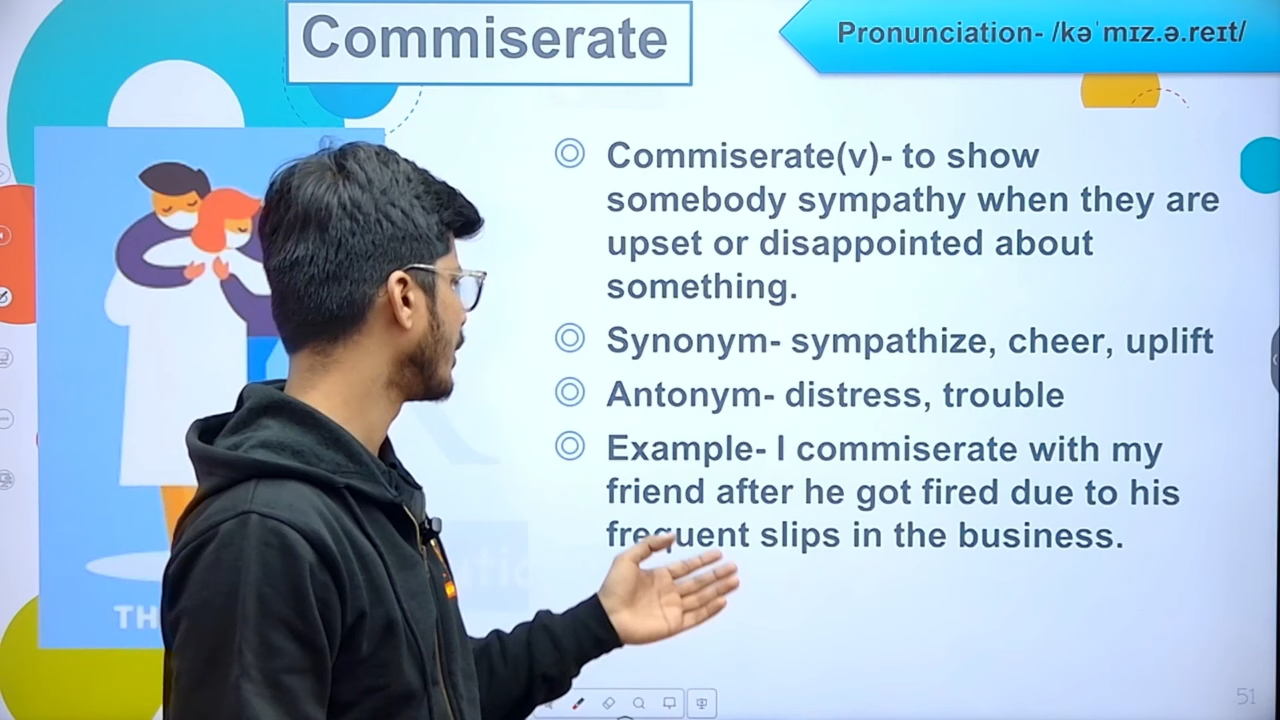 Commiserate
Pronunciation- /kəˈmɪz.ə.reɪt/
Commiserate(v)- to show
somebody sympathy when they are
upset or disappointed about
something.
Synonym- sympathize, cheer, uplift
Antonym- distress, trouble
Example- I commiserate with my
friend after he got fired due to his
frequent slips in the business.
TH
51